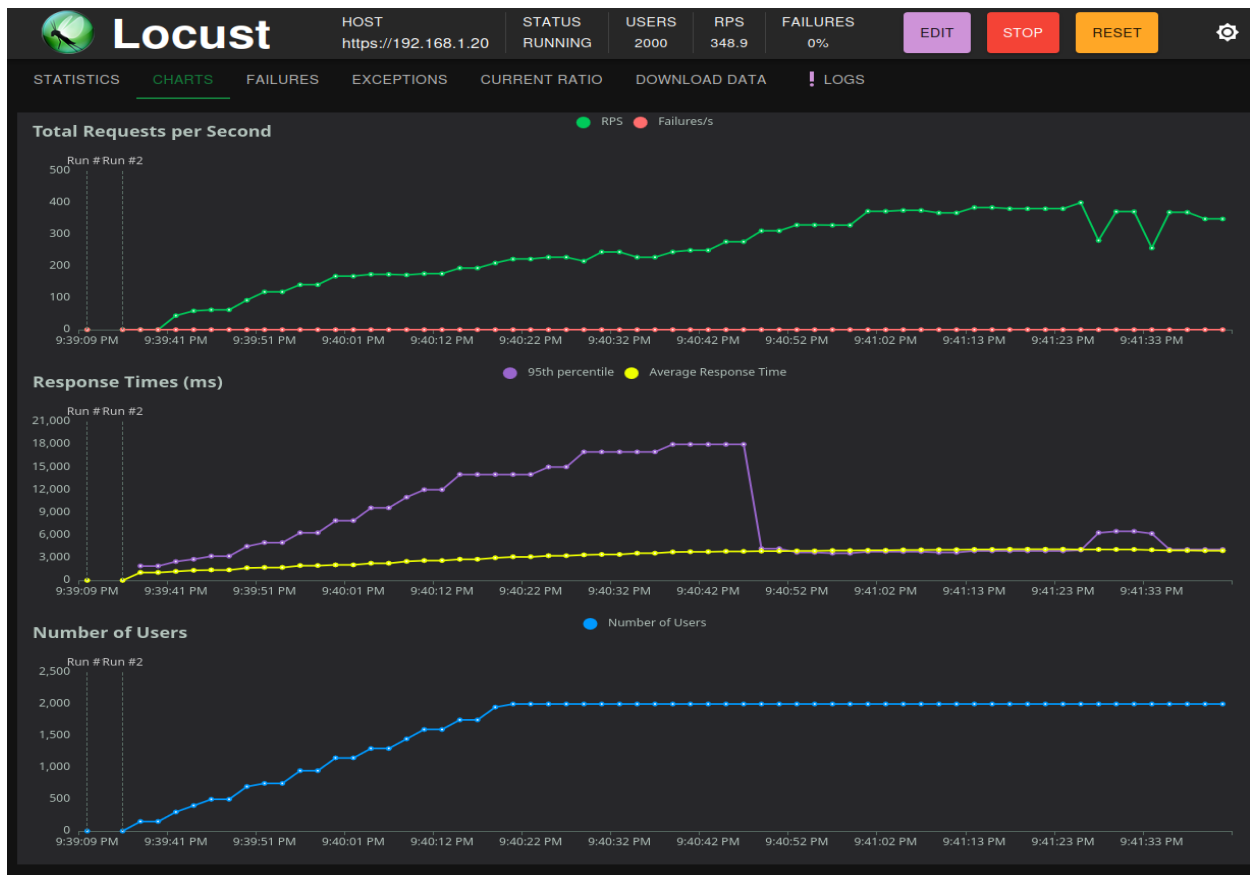 Locust
HOST
https://192.168.1.20
STATUS
RUNNING
USERS
2000
RPS
348.9
FAILURES
0%
EDIT
STOP
RESET
STATISTICS CHARTS FAILURES EXCEPTIONS CURRENT RATIO DOWNLOAD DATA ! LOGS
Total Requests per Second
RPS Failures/s
Run # Run #2
500
400
300
200
100
0
9:39:09 PM 9:39:41 PM 9:39:51 PM 9:40:01 PM 9:40:12 PM 9:40:22 PM 9:40:32 PM 9:40:42 PM 9:40:52 PM 9:41:02 PM 9:41:13 PM 9:41:23 PM 9:41:33 PM
Response Times (ms)
95th percentile Average Response Time
Run # Run #2
21,000
18,000
15,000
12,000
9,000
6,000
3,000
0
9:39:09 PM 9:39:41 PM 9:39:51 PM 9:40:01 PM 9:40:12 PM 9:40:22 PM 9:40:32 PM 9:40:42 PM 9:40:52 PM 9:41:02 PM 9:41:13 PM 9:41:23 PM 9:41:33 PM
Number of Users
Number of Users
Run # Run #2
2,500
2,000
1,500
1,000
500
0
9:39:09 PM 9:39:41 PM 9:39:51 PM 9:40:01 PM 9:40:12 PM 9:40:22 PM 9:40:32 PM 9:40:42 PM 9:40:52 PM 9:41:02 PM 9:41:13 PM 9:41:23 PM 9:41:33 PM